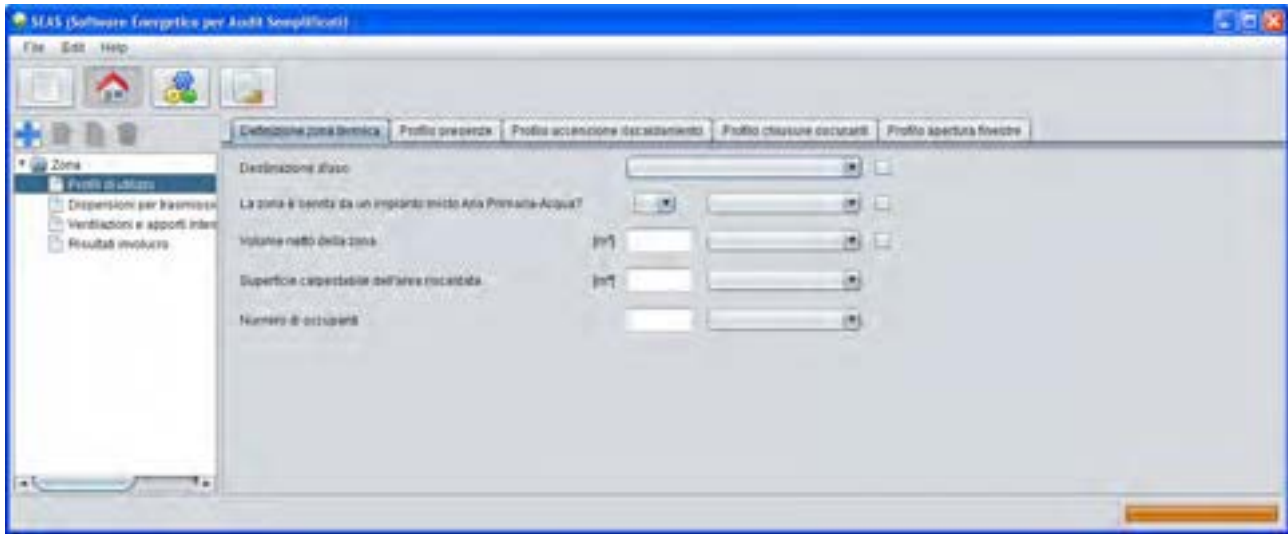 SEAS (Software Energetico per Audit Semplificati)
File Edit Help
Definizione zona termica Profilo presenze Profilo accensione riscaldamento Profilo chiusure oscuranti Profilo apertura finestre
Zona
Profili di utilizzo
Dispersioni per trasmissi
Ventilazioni e apporti inter
Risultati involucro
Destinazione d'uso
La zona è servita da un impianto misto Aria Primaria-Acqua?
Volume netto della zona [m³]
Superficie calpestabile dell'area riscaldata [m²]
Numero di occupanti